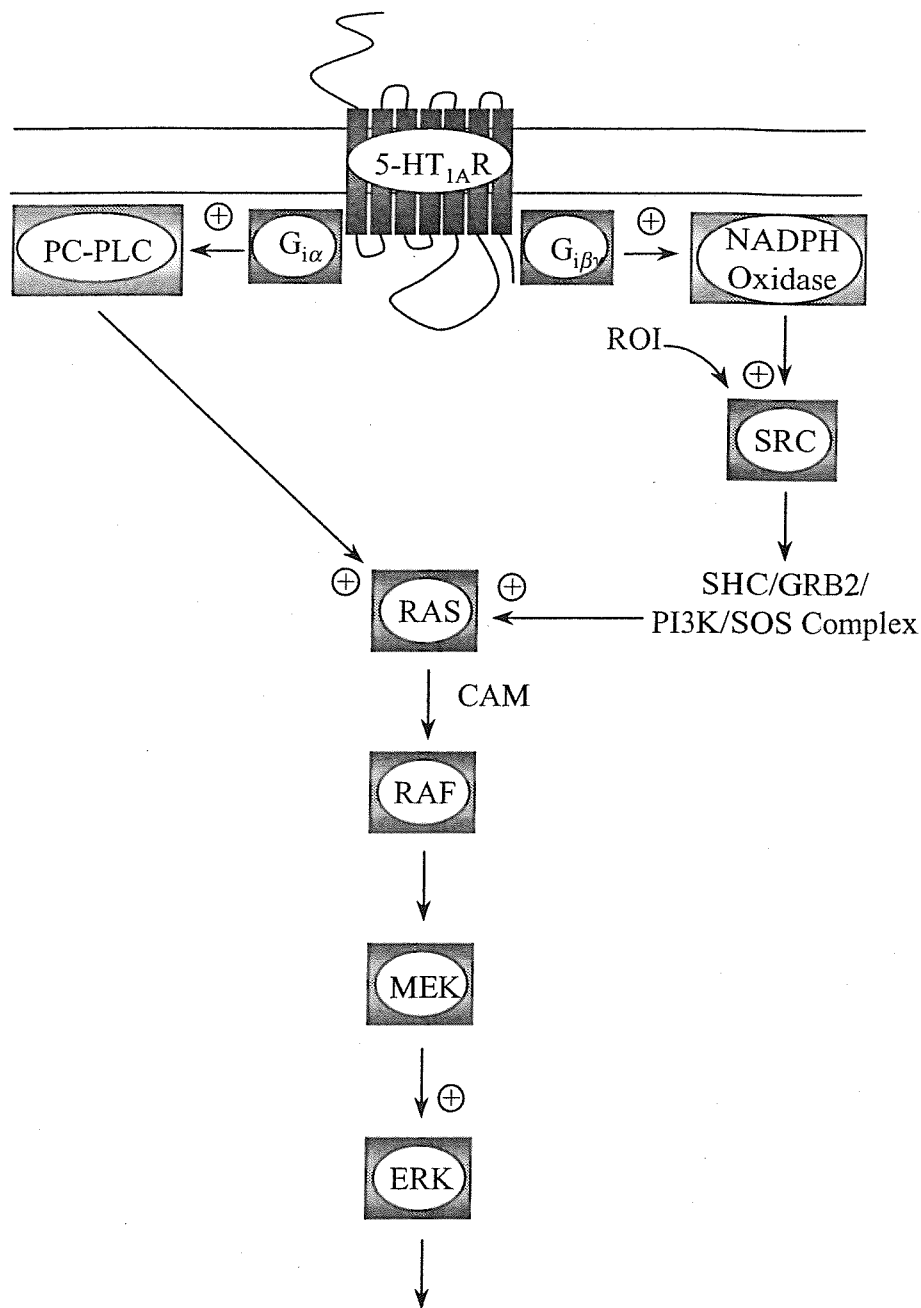 5-HT1AR
PC-PLC
⊕
Giα
Giβγ
⊕
NADPH
Oxidase
ROI
⊕
SRC
SHC/GRB2/
PI3K/SOS Complex
⊕
RAS
⊕
CAM
RAF
MEK
⊕
ERK